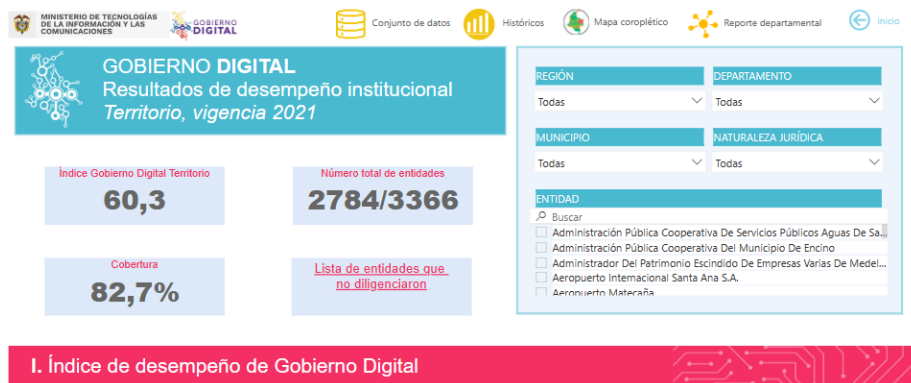 MINISTERIO DE TECNOLOGÍAS
DE LA INFORMACIÓN Y LAS
COMUNICACIONES
GOBIERNO
DIGITAL
Conjunto de datos
Históricos
Mapa coroplético
Reporte departamental
inicio
GOBIERNO DIGITAL
Resultados de desempeño institucional
Territorio, vigencia 2021
REGIÓN
DEPARTAMENTO
Todas
Todas
MUNICIPIO
NATURALEZA JURÍDICA
Todas
Todas
Índice Gobierno Digital Territorio
60,3
Número total de entidades
2784/3366
Cobertura
82,7%
Lista de entidades que
no diligenciaron
ENTIDAD
Buscar
Administración Pública Cooperativa De Servicios Públicos Aguas De Sa...
Administración Pública Cooperativa Del Municipio De Encino
Administrador Del Patrimonio Escindido De Empresas Varias De Medel...
Aeropuerto Internacional Santa Ana S.A.
Aeropuerto Matecaña
I. Índice de desempeño de Gobierno Digital